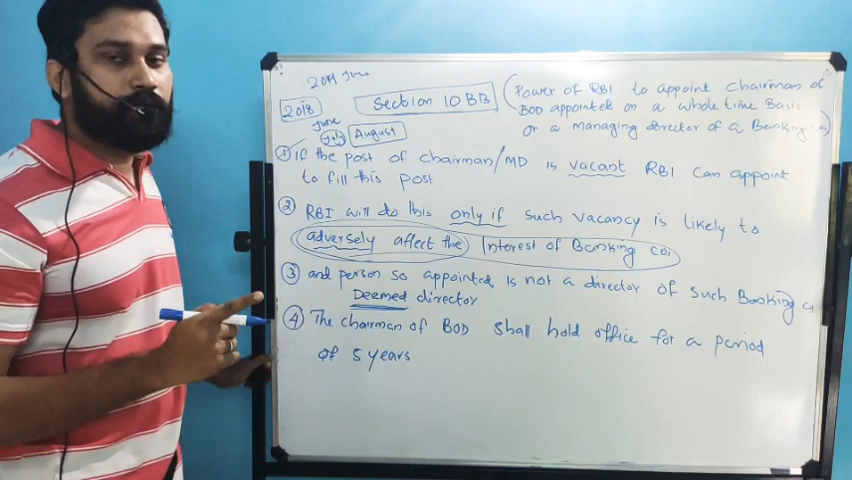 2019 June
2018 Section 10 BB (Power of RBI to appoint chairman of
BOD appointed on a whole time Basis
or a managing director of a Banking co)
June
July August
① If the post of chairman/MD is vacant RBI can appoint
to fill this post
② RBI will do this only if such vacancy is likely to
adversely affect the Interest of Banking co.
③ and person so appointed is not a director of such Booking co
Deemed director
④ The chairman of BOD shall hold office for a period
of 5 years